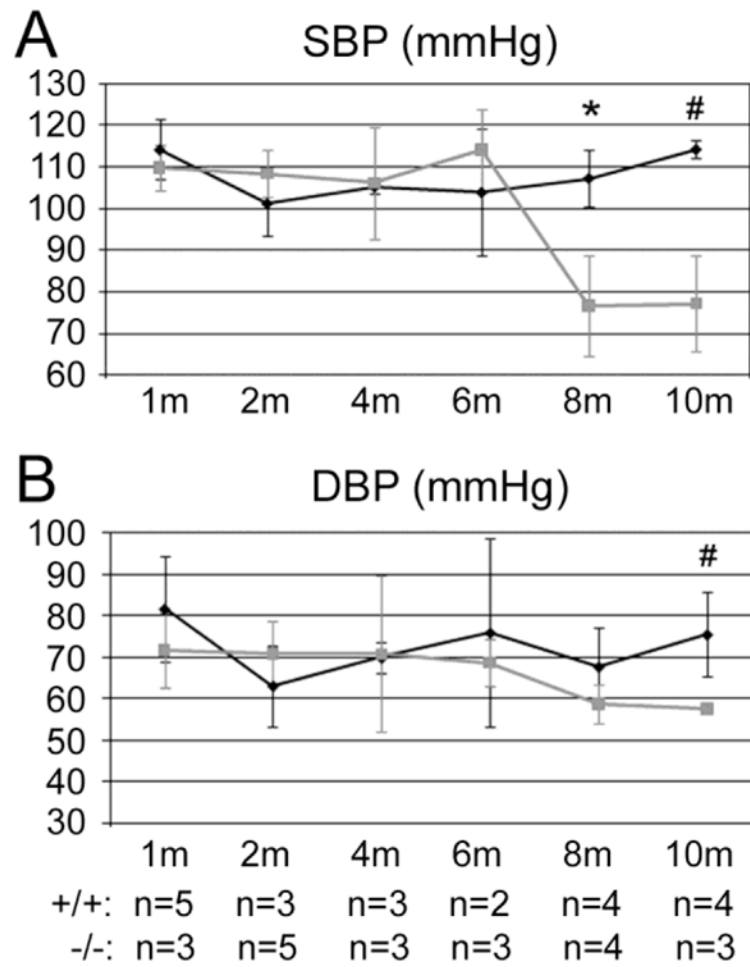 A
SBP (mmHg)
130
120
110
100
90
80
70
60
* #
1m 2m 4m 6m 8m 10m
B
DBP (mmHg)
100
90
80
70
60
50
40
30
#
1m 2m 4m 6m 8m 10m
+/+: n=5 n=3 n=3 n=2 n=4 n=4
-/-: n=3 n=5 n=3 n=3 n=4 n=3